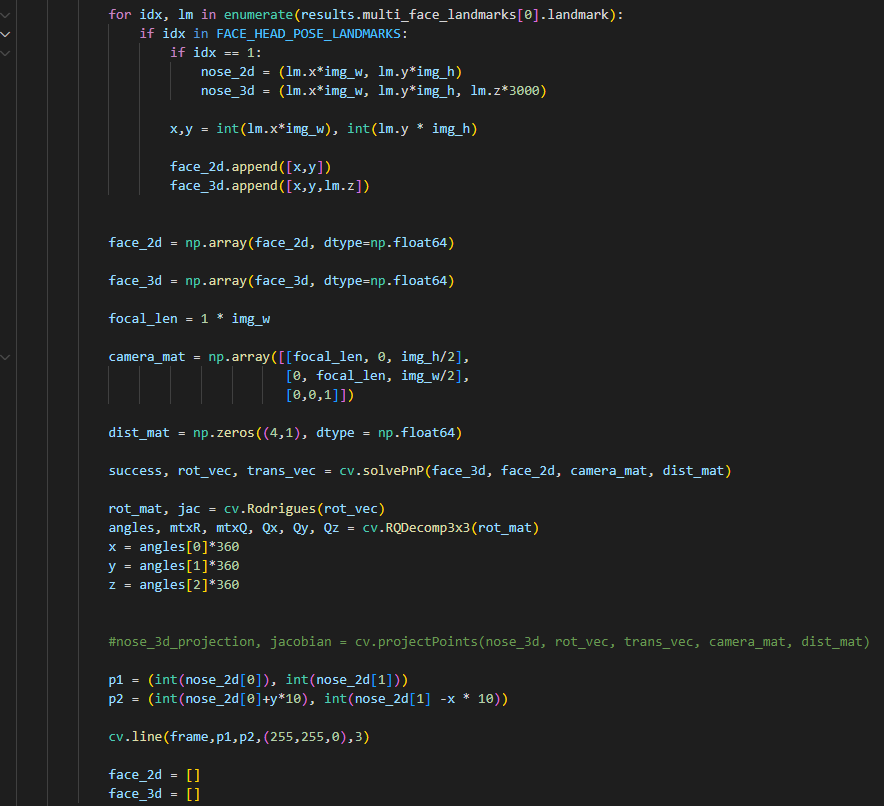 for idx, lm in enumerate(results.multi_face_landmarks[0].landmark):
if idx in FACE_HEAD_POSE_LANDMARKS:
if idx == 1:
nose_2d = (lm.x*img_w, lm.y*img_h)
nose_3d = (lm.x*img_w, lm.y*img_h, lm.z*3000)
x,y = int(lm.x*img_w), int(lm.y * img_h)
face_2d.append([x,y])
face_3d.append([x,y,lm.z])
face_2d = np.array(face_2d, dtype=np.float64)
face_3d = np.array(face_3d, dtype=np.float64)
focal_len = 1 * img_w
camera_mat = np.array([[focal_len, 0, img_h/2],
[0, focal_len, img_w/2],
[0,0,1]])
dist_mat = np.zeros((4,1), dtype = np.float64)
success, rot_vec, trans_vec = cv.solvePnP(face_3d, face_2d, camera_mat, dist_mat)
rot_mat, jac = cv.Rodrigues(rot_vec)
angles, mtxR, mtxQ, Qx, Qy, Qz = cv.RQDecomp3x3(rot_mat)
x = angles[0]*360
y = angles[1]*360
z = angles[2]*360
#nose_3d_projection, jacobian = cv.projectPoints(nose_3d, rot_vec, trans_vec, camera_mat, dist_mat)
p1 = (int(nose_2d[0]), int(nose_2d[1]))
p2 = (int(nose_2d[0]+y*10), int(nose_2d[1] -x * 10))
cv.line(frame,p1,p2,(255,255,0),3)
face_2d = []
face_3d = []